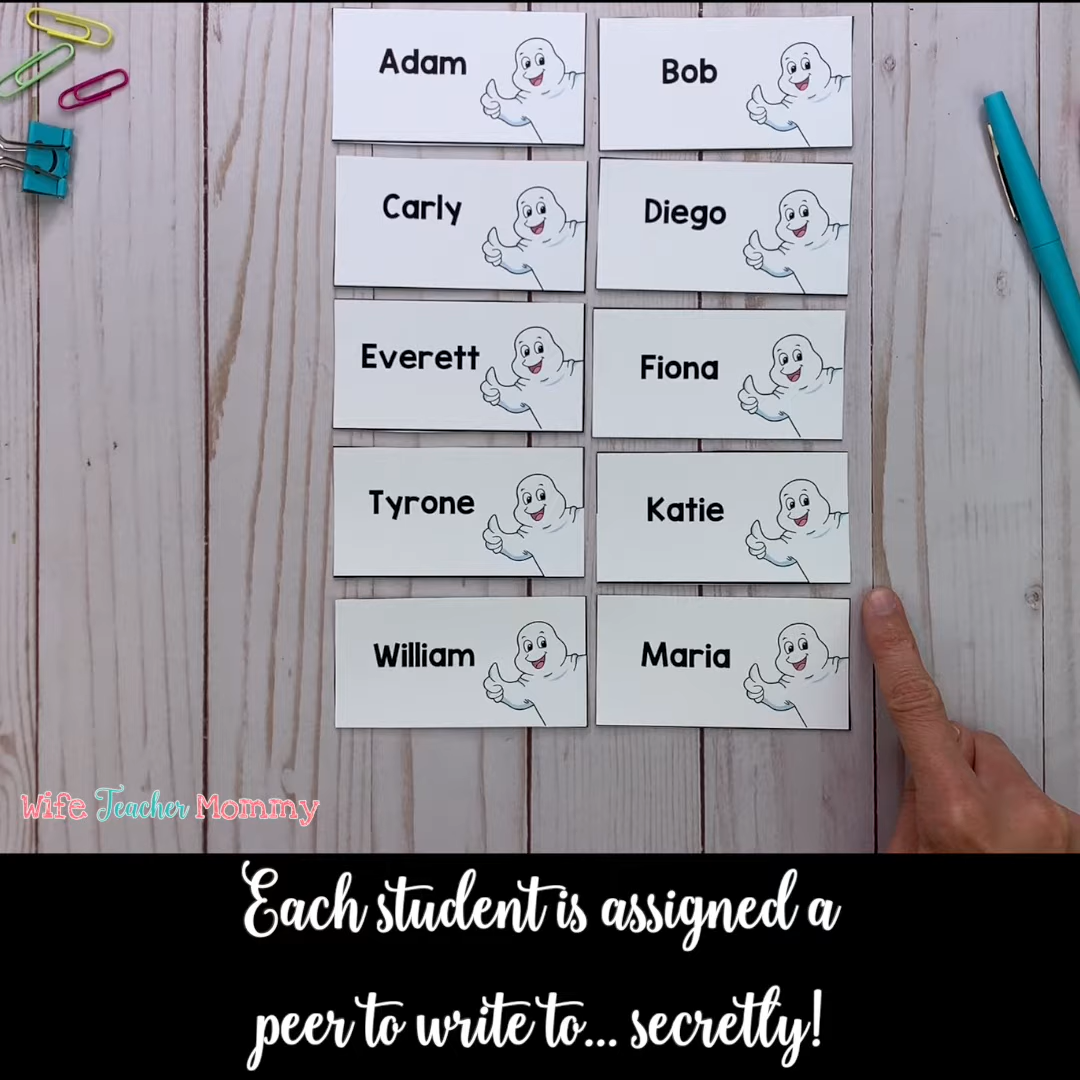 Adam
Bob
Carly
Diego
Everett
Fiona
Tyrone
Katie
William
Maria
Wife Teacher Mommy
Each student is assigned a
peer to write to... secretly!